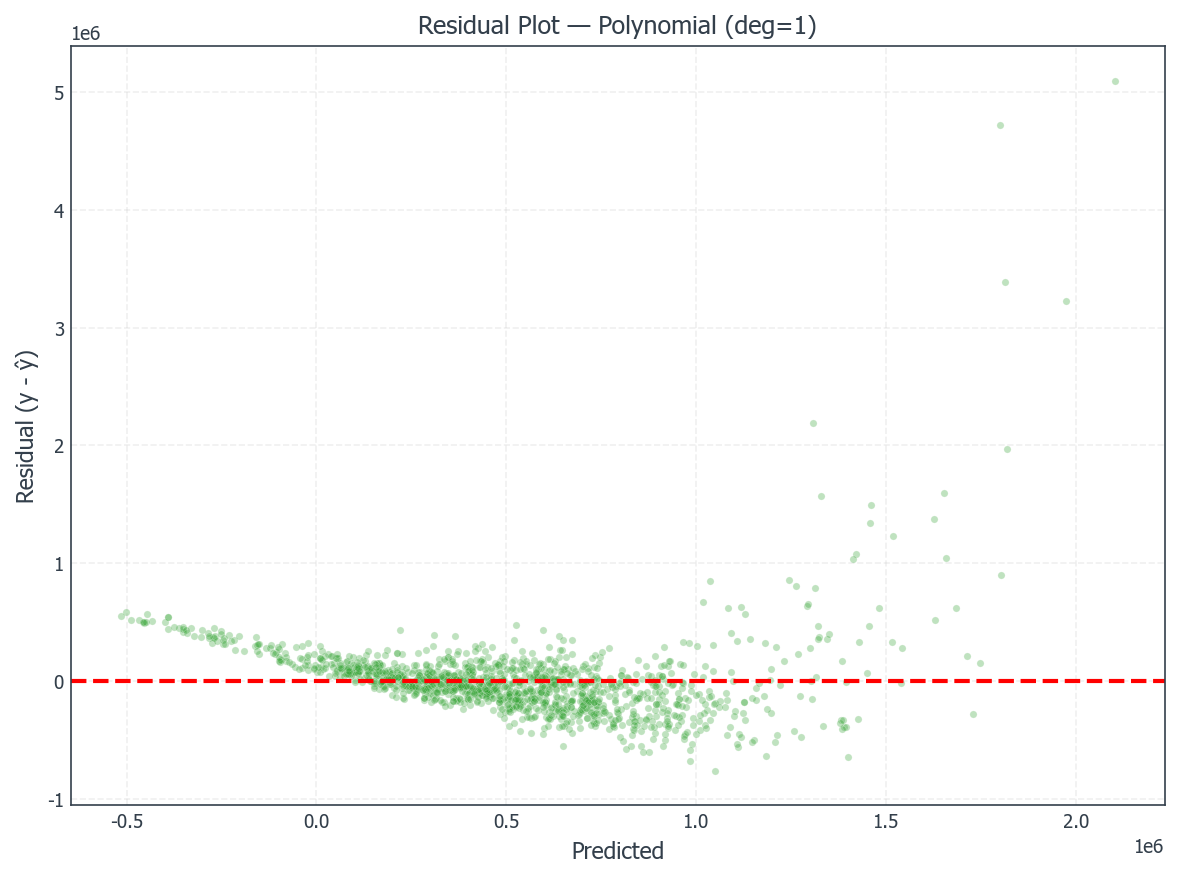 Residual Plot — Polynomial (deg=1)
1e6
5
4
3
2
1
0
-1
Residual (y - ŷ)
-0.5 0.0 0.5 1.0 1.5 2.0
1e6
Predicted